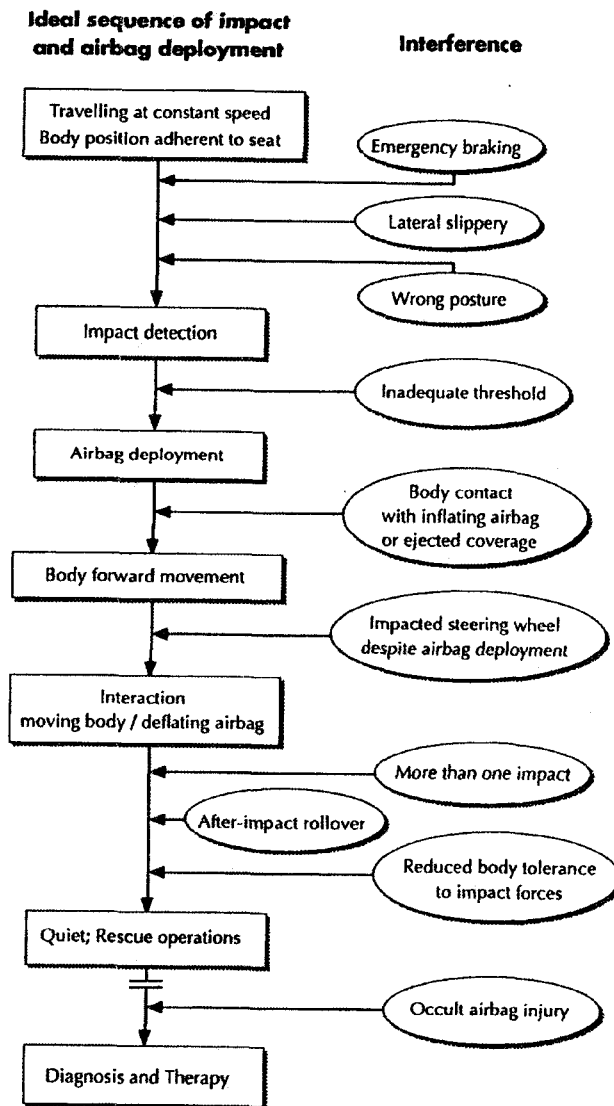 Ideal sequence of impact
and airbag deployment
Interference
Travelling at constant speed
Body position adherent to seat
Emergency braking
Lateral slippery
Wrong posture
Impact detection
Inadequate threshold
Airbag deployment
Body contact
with inflating airbag
or ejected coverage
Body forward movement
Impacted steering wheel
despite airbag deployment
Interaction
moving body / deflating airbag
More than one impact
After-impact rollover
Reduced body tolerance
to impact forces
Quiet; Rescue operations
Occult airbag injury
Diagnosis and Therapy